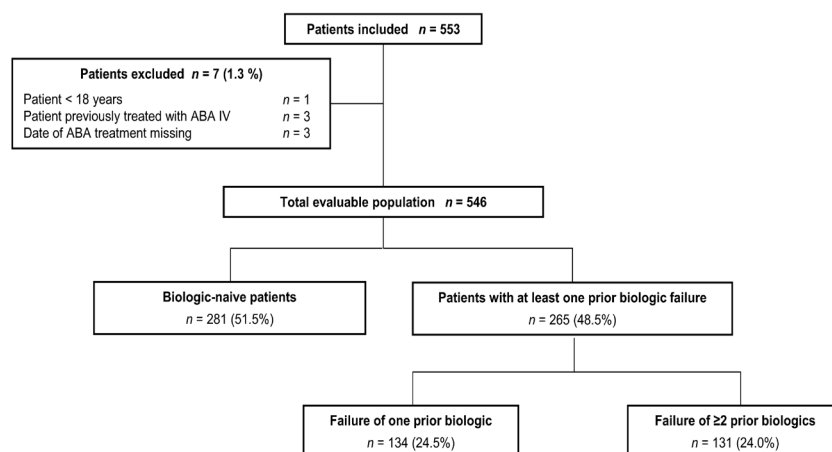 Patients included n = 553
Patients excluded n = 7 (1.3 %)
Patient < 18 years n = 1
Patient previously treated with ABA IV n = 3
Date of ABA treatment missing n = 3
Total evaluable population n = 546
Biologic-naive patients
n = 281 (51.5%)
Patients with at least one prior biologic failure
n = 265 (48.5%)
Failure of one prior biologic
n = 134 (24.5%)
Failure of ≥2 prior biologics
n = 131 (24.0%)